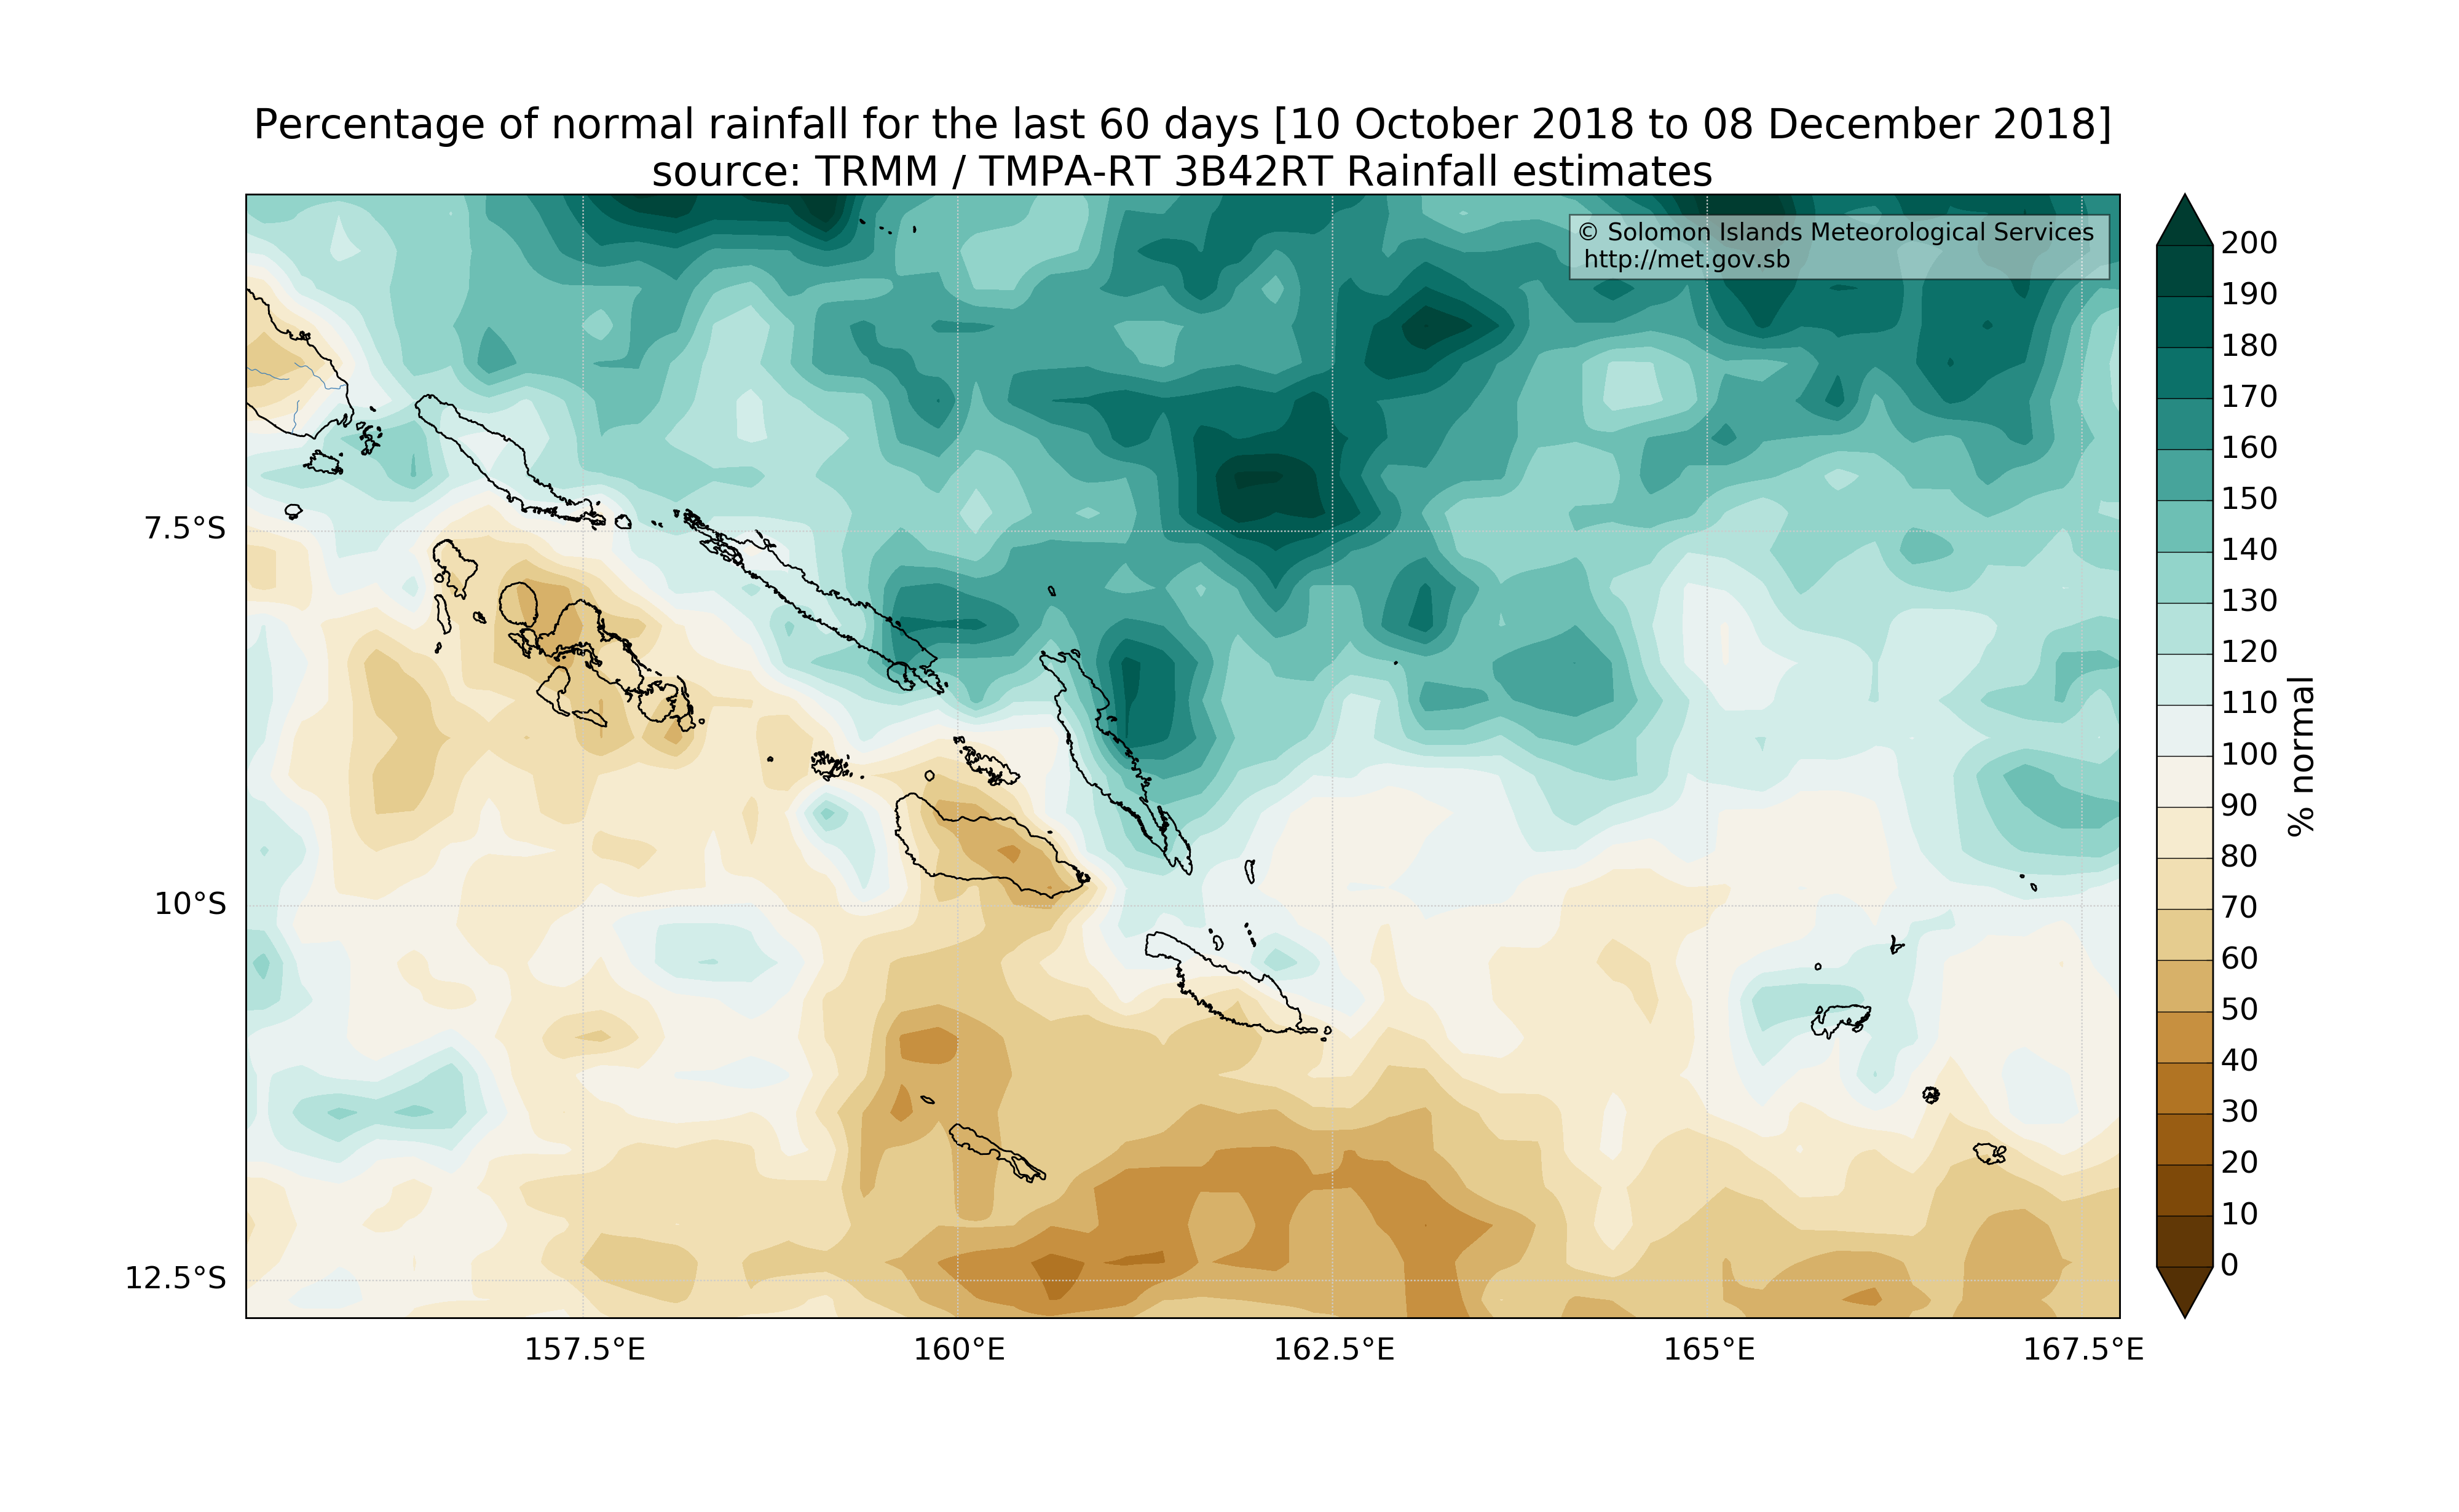 Percentage of normal rainfall for the last 60 days [10 October 2018 to 08 December 2018]
source: TRMM / TMPA-RT 3B42RT Rainfall estimates
© Solomon Islands Meteorological Services
http://met.gov.sb
7.5°S
10°S
12.5°S
157.5°E
160°E
162.5°E
165°E
167.5°E
200
190
180
170
160
150
140
130
120
110
100
90
80
70
60
50
40
30
20
10
0
% normal